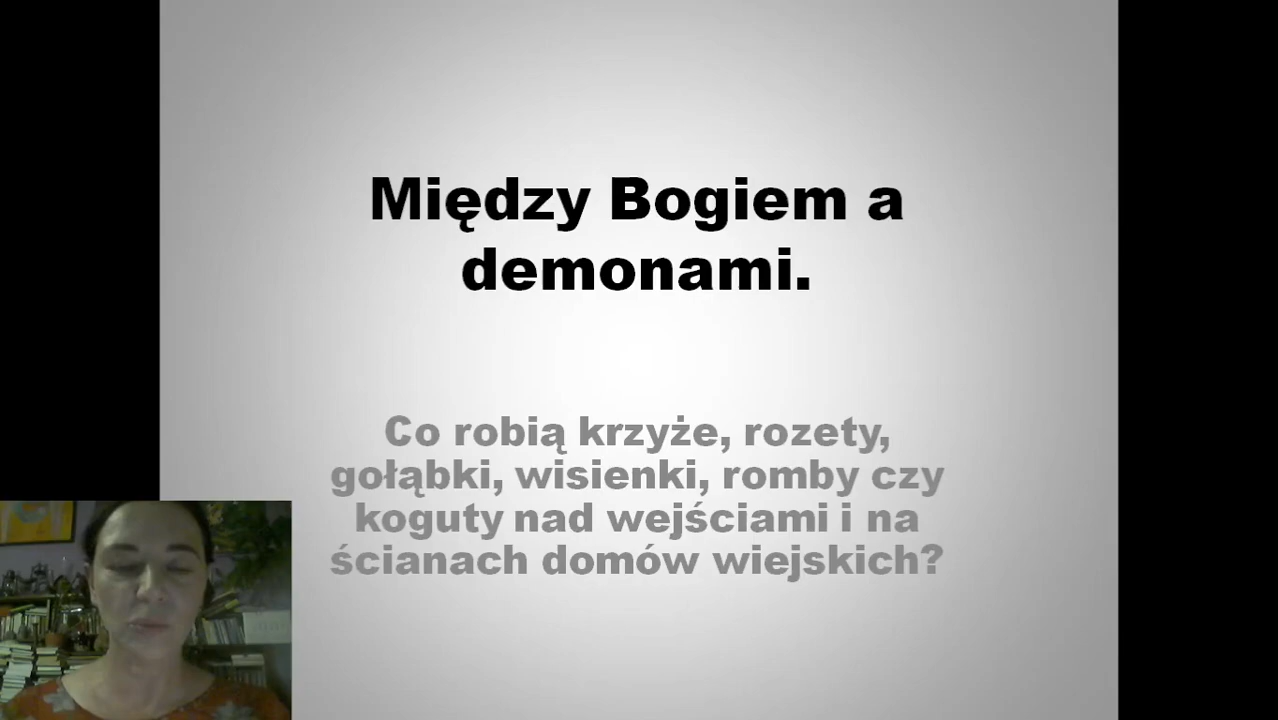 Między Bogiem a
demonami.
Co robią krzyże, rozety,
gołąbki, wisienki, romby czy
koguty nad wejściami i na
ścianach domów wiejskich?